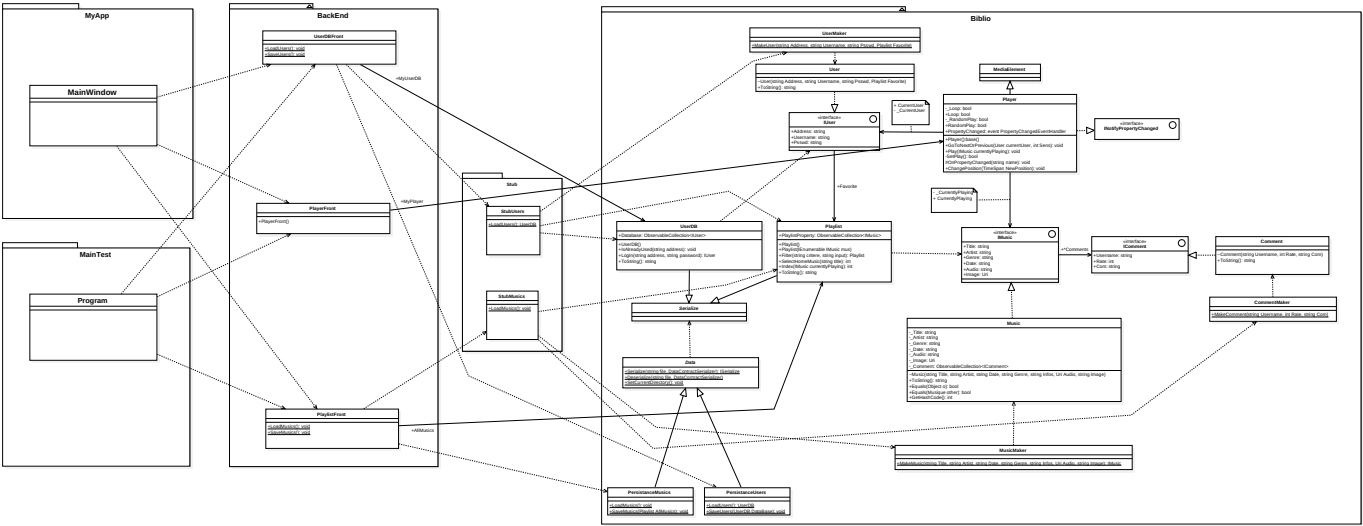 MyApp
MainWindow
MainTest
Program
BackEnd
UserDBFront
+LoadUsers(): void
+SaveUsers(): void
+MyUserDB
PlayerFront
+PlayerFront()
+MyPlayer
PlaylistFront
+LoadMusics(): void
+SaveMusics(): void
+AllMusics
Stub
StubUsers
+LoadUsers(): UserDB
StubMusics
+LoadMusics(): void
Biblio
UserMaker
+MakeUser(string Address, string Username, string Psswd, Playlist Favorite)
User
~User(string Address, string Username, string Psswd, Playlist Favorite)
+ToString(): string
«interface»
IUser
+Address: string
+Username: string
+Psswd: string
+ CurrentUser
- _CurrentUser
MediaElement
Player
-_Loop: bool
+Loop: bool
-_RandomPlay: bool
+RandomPlay: bool
+PropertyChanged: event PropertyChangedEventHandler
+Player():base()
+GoToNextOrPrevious(User currentUser, int Sens): void
+Play(IMusic currentlyPlaying): void
-SetPlay(): bool
#OnPropertyChanged(string name): void
+ChangePosition(TimeSpan NewPosition): void
«interface»
INotifyPropertyChanged
+Favorite
- _CurrentlyPlaying
+ CurrentlyPlaying
UserDB
+Database: ObservableCollection<IUser>
+UserDB()
+IsAlreadyUsed(string address): void
+Login(string address, string password): IUser
+ToString(): string
Playlist
+PlaylistProperty: ObservableCollection<IMusic>
+Playlist()
+Playlist(IEnumerable IMusic mus)
+Filter(string critere, string input): Playlist
+SelectHomeMusic(string title): int
+Index(IMusic currentlyPlaying): int
+ToString(): string
«interface»
IMusic
+Title: string
+Artist: string
+Genre: string
+Date: string
+Audio: string
+Image: Uri
+*Comments
«interface»
IComment
+Username: string
+Rate: int
+Com: string
Comment
~Comment(string Username, int Rate, string Com)
+ToString(): string
CommentMaker
+MakeComment(string Username, int Rate, string Com)
Serialize
Music
-_Title: string
-_Artist: string
-_Genre: string
-_Date: string
-_Audio: string
-_Image: Uri
-_Comment: ObservableCollection<IComment>
~Music(string Title, string Artist, string Date, string Genre, string Infos, Uri Audio, string Image)
+ToString(): string
+Equals(Object o): bool
+Equals(Musique other): bool
+GetHashCode(): int
Data
+Serialize(string file, DataContractSerializer): ISerialize
+Deserialize(string file, DataContractSerializer)
+SetCurrentDirectory(): void
MusicMaker
+MakeMusic(string Title, string Artist, string Date, string Genre, string Infos, Uri Audio, string Image): IMusic
PersistanceMusics
+LoadMusics(): void
+SaveMusics(Playlist AllMusics): void
PersistanceUsers
+LoadUsers(): UserDB
+SaveUsers(UserDB DataBase): void